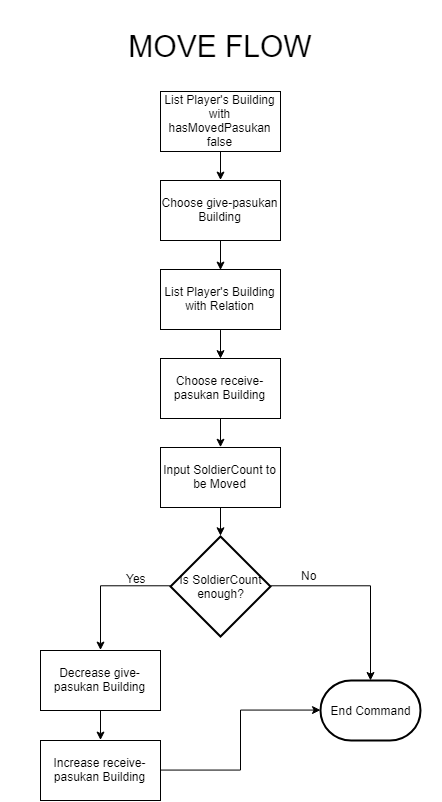 MOVE FLOW
List Player's Building
with
hasMovedPasukan
false
Choose give-pasukan
Building
List Player's Building
with Relation
Choose receive-
pasukan Building
Input SoldierCount to
be Moved
Is SoldierCount
enough?
Yes
No
Decrease give-
pasukan Building
End Command
Increase receive-
pasukan Building